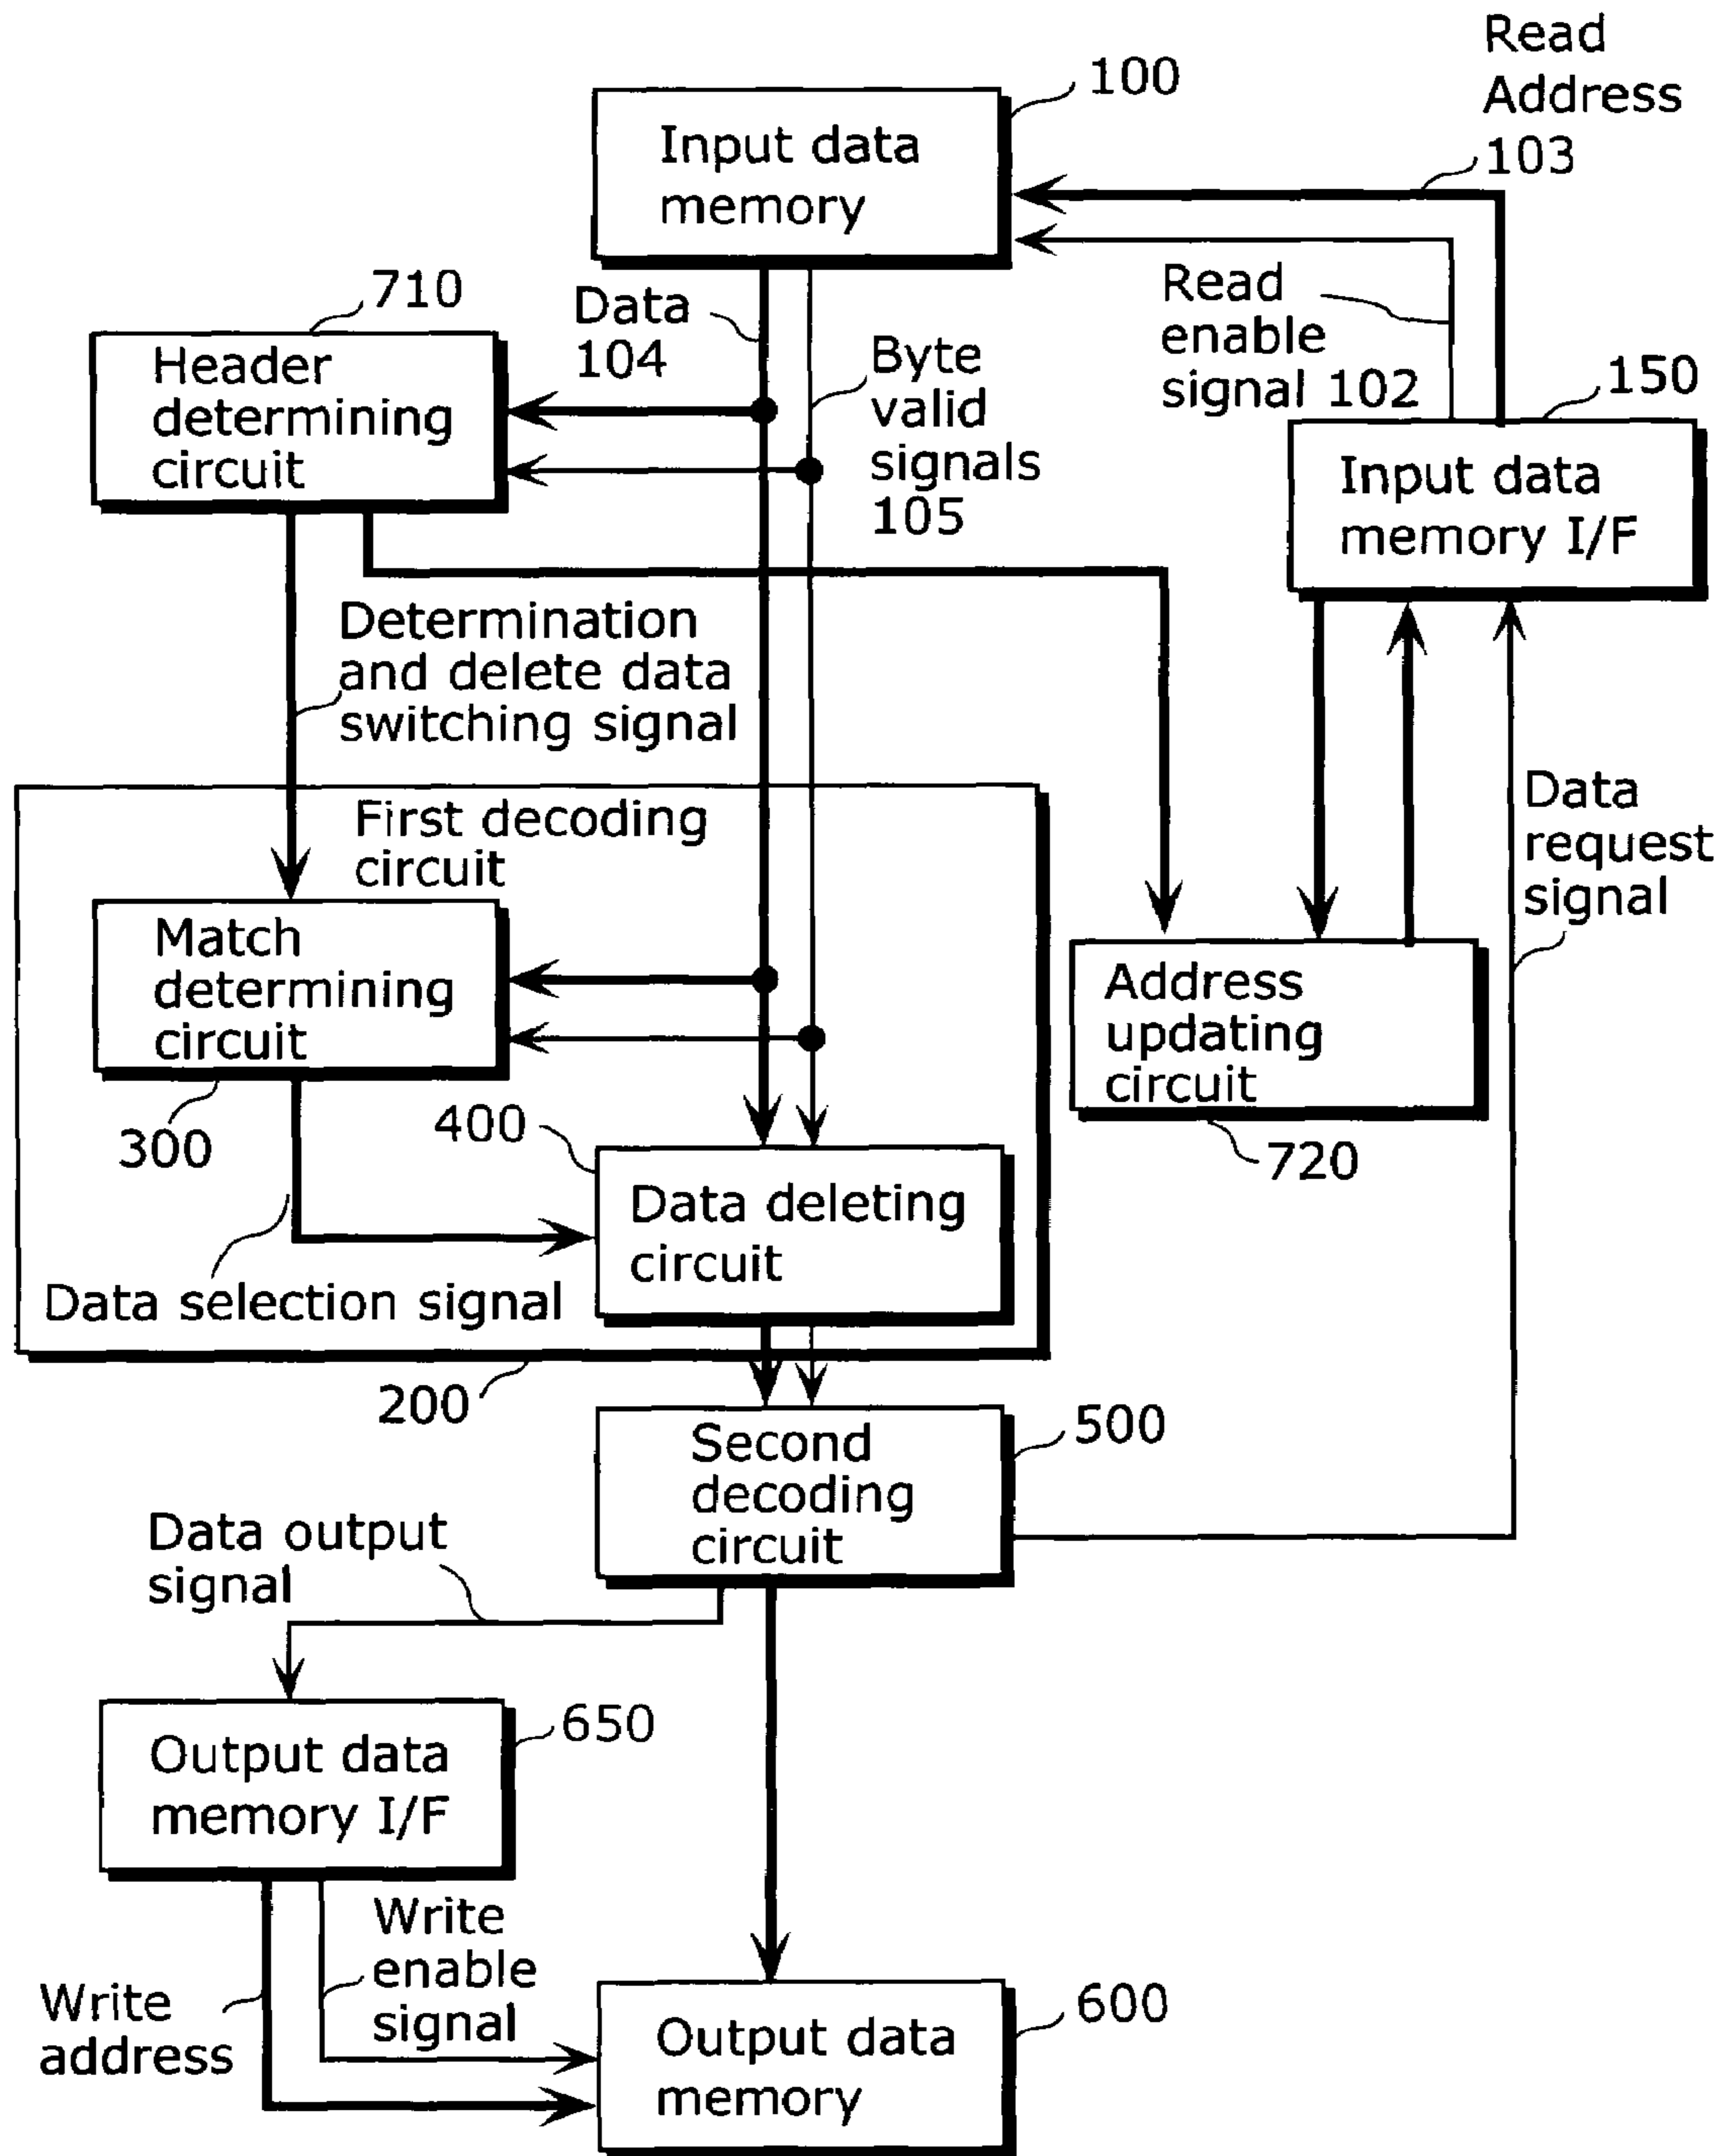 Read
Address
103
100
Input data
memory
710
Data
104
Read
enable
signal 102
Header
determining
circuit
Byte
valid
signals
105
150
Input data
memory I/F
Determination
and delete data
switching signal
First decoding
circuit
Data
request
signal
Match
determining
circuit
Address
updating
circuit
300
400
720
Data deleting
circuit
Data selection signal
200
500
Second
decoding
circuit
Data output
signal
650
Output data
memory I/F
Write
enable
signal
Write
address
600
Output data
memory